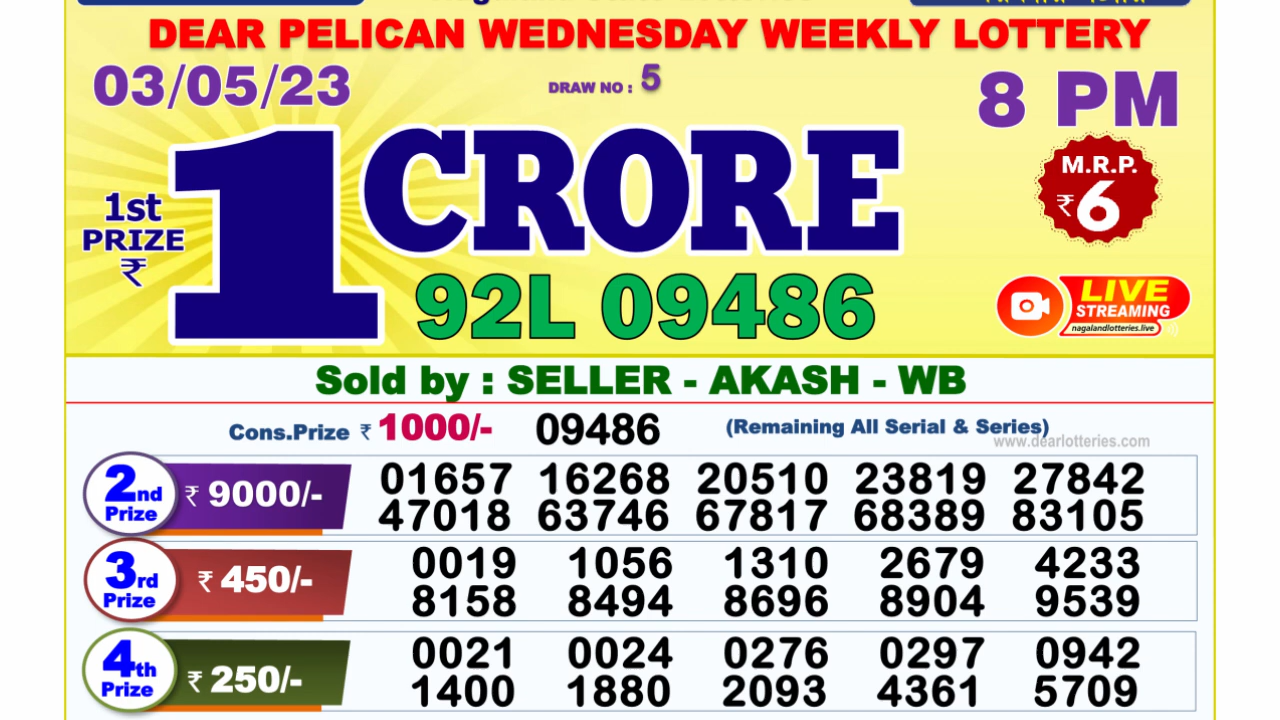 DEAR PELICAN WEDNESDAY WEEKLY LOTTERY
03/05/23
DRAW NO : 5
8 PM
1st
PRIZE
₹
1 CRORE
M.R.P.
₹6
92L 09486
LIVE
STREAMING
nagalandlotteries.live
Sold by : SELLER - AKASH - WB
Cons.Prize ₹ 1000/- 09486 (Remaining All Serial & Series)
www.dearlotteries.com
2nd Prize ₹ 9000/-
01657 16268 20510 23819 27842
47018 63746 67817 68389 83105
3rd Prize ₹ 450/-
0019 1056 1310 2679 4233
8158 8494 8696 8904 9539
4th Prize ₹ 250/-
0021 0024 0276 0297 0942
1400 1880 2093 4361 5709